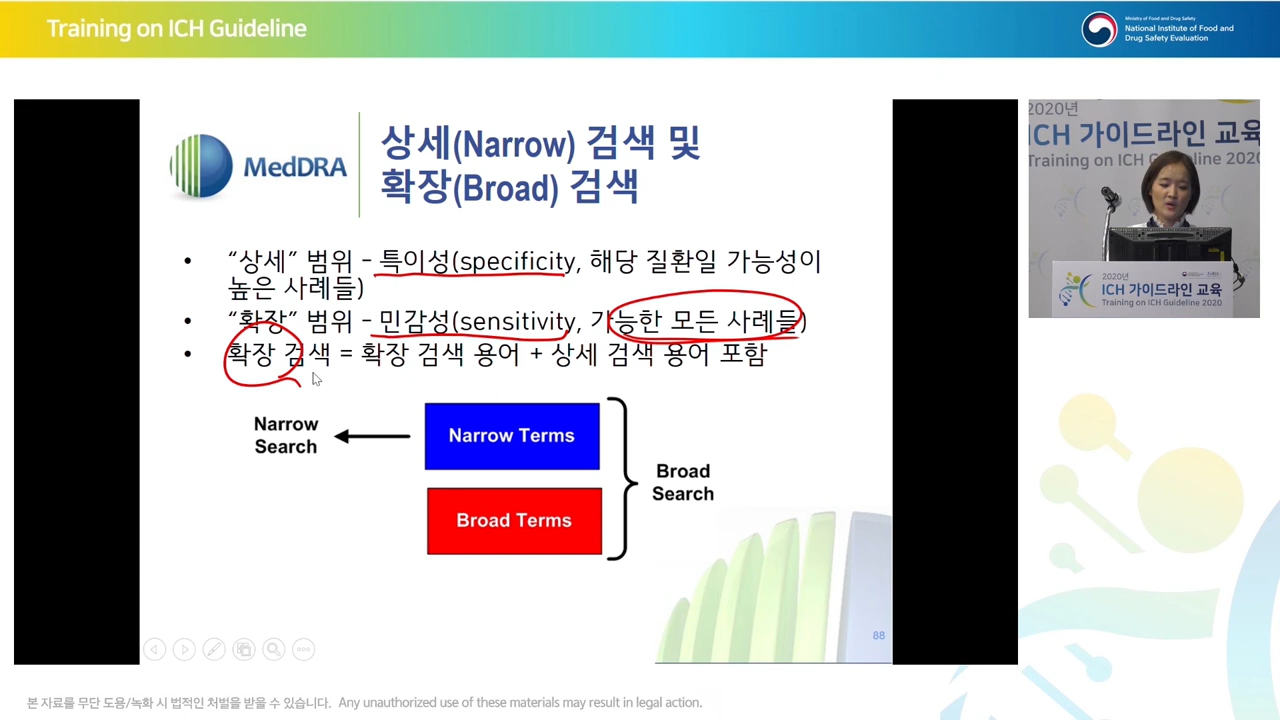 Training on ICH Guideline
Ministry of Food and Drug Safety
National Institute of Food and
Drug Safety Evaluation
MedDRA
상세(Narrow) 검색 및
확장(Broad) 검색
• “상세” 범위 – 특이성(specificity, 해당 질환일 가능성이
높은 사례들)
• “확장” 범위 – 민감성(sensitivity, 가능한 모든 사례들)
• 확장 검색 = 확장 검색 용어 + 상세 검색 용어 포함
Narrow
Search
Narrow Terms
Broad Terms
Broad
Search
88
2020년
ICH 가이드라인 교육
Training on ICH Guideline 2020
2020년
ICH 가이드라인 교육
Training on ICH Guideline 2020
본 자료를 무단 도용/녹화 시 법적인 처벌을 받을 수 있습니다. Any unauthorized use of these materials may result in legal action.